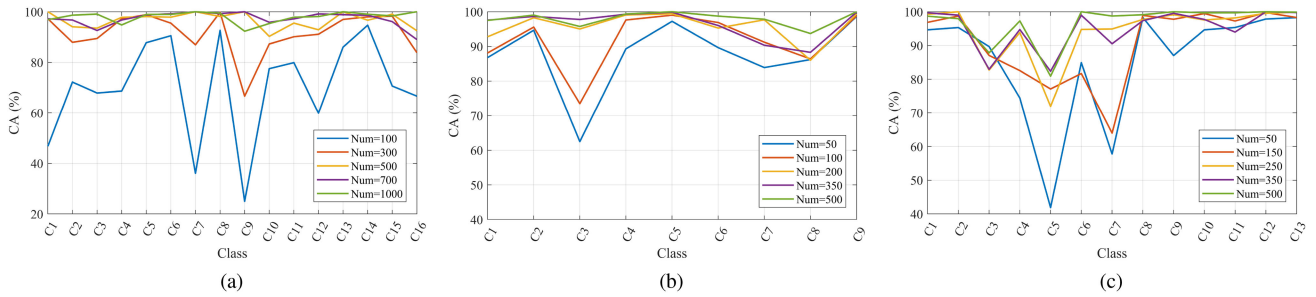 100
80
60
40
20
CA (%)
Num=100
Num=300
Num=500
Num=700
Num=1000
C1 C2 C3 C4 C5 C6 C7 C8 C9 C10 C11 C12 C13 C14 C15 C16
Class
(a)
100
90
80
70
60
50
40
CA (%)
Num=50
Num=100
Num=200
Num=350
Num=500
C1 C2 C3 C4 C5 C6 C7 C8 C9
Class
(b)
100
90
80
70
60
50
40
CA (%)
Num=50
Num=150
Num=250
Num=350
Num=500
C1 C2 C3 C4 C5 C6 C7 C8 C9 C10 C11 C12 C13
Class
(c)